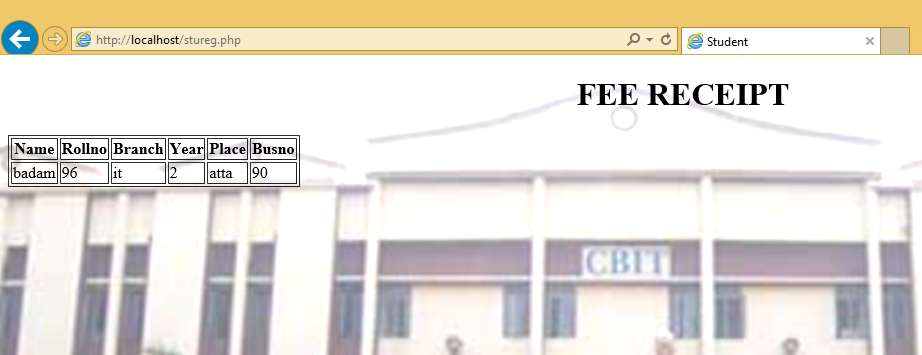 http://localhost/stureg.php
Student
FEE RECEIPT
Name Rollno Branch Year Place Busno
badam 96 it 2 atta 90
CBIT